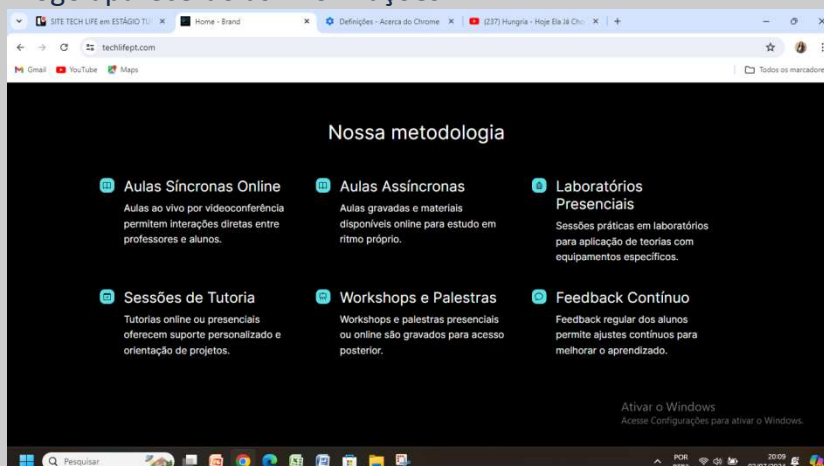 SITE TECH LIFE em ESTÁGIO TU
Home - Brand
Definições - Acerca do Chrome
(237) Hungria - Hoje Ela Já Cho
techlifept.com
Gmail
YouTube
Maps
Todos os marcadore
Nossa metodologia
Aulas Síncronas Online
Aulas ao vivo por videoconferência
permitem interações diretas entre
professores e alunos.
Aulas Assíncronas
Aulas gravadas e materiais
disponíveis online para estudo em
ritmo próprio.
Laboratórios
Presenciais
Sessões práticas em laboratórios
para aplicação de teorias com
equipamentos específicos.
Sessões de Tutoria
Tutorias online ou presenciais
oferecem suporte personalizado e
orientação de projetos.
Workshops e Palestras
Workshops e palestras presenciais
ou online são gravados para acesso
posterior.
Feedback Contínuo
Feedback regular dos alunos
permite ajustes contínuos para
melhorar o aprendizado.
Ativar o Windows
Acesse Configurações para ativar o Windows.
Pesquisar
POR
20:09